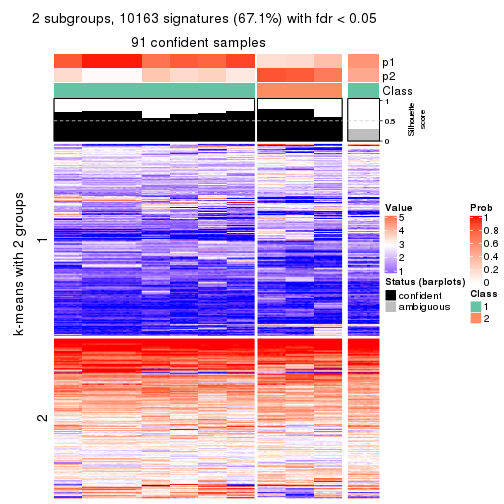 2 subgroups, 10163 signatures (67.1%) with fdr < 0.05
91 confident samples
p1
p2
Class
1
0.5
0
Silhouette
score
k-means with 2 groups
1
2
Value
5
4
3
2
1
Status (barplots)
confident
ambiguous
Prob
1
0.8
0.6
0.4
0.2
0
Class
1
2